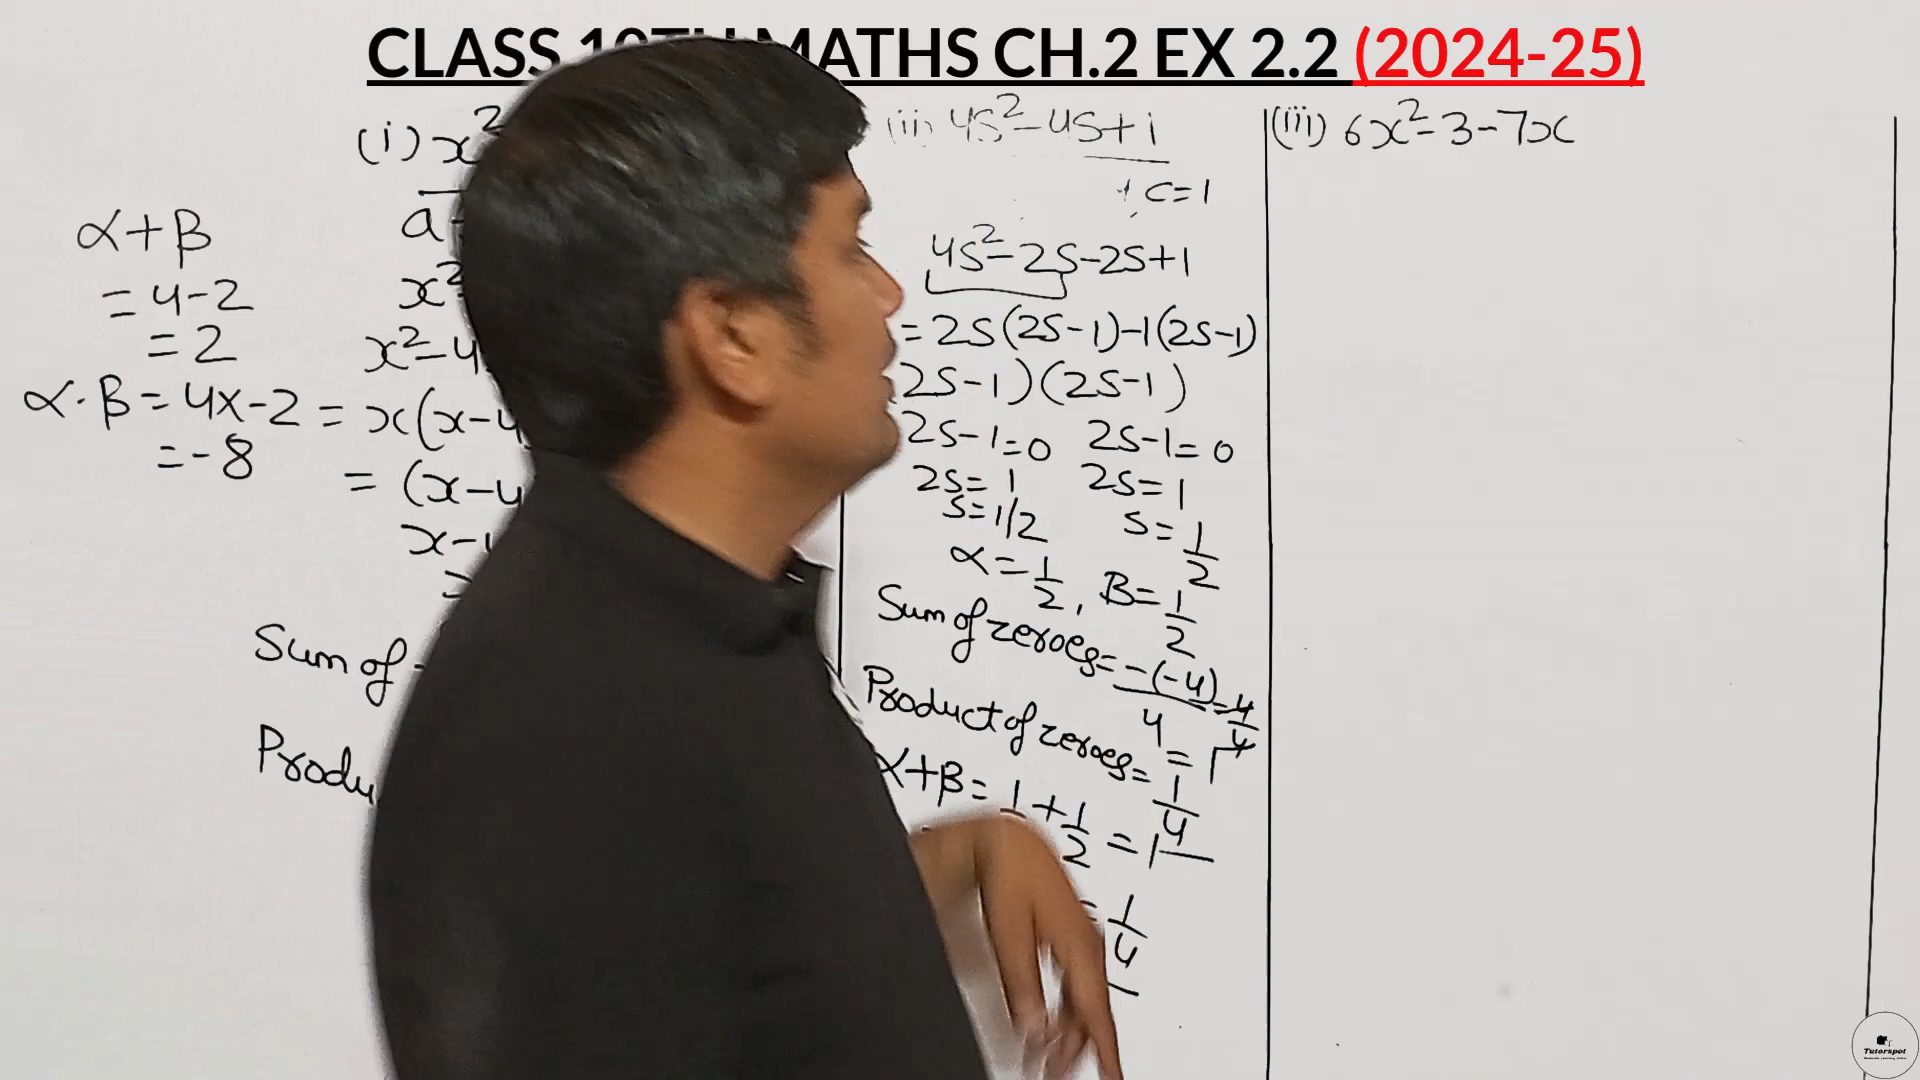 CLASS 10TH MATHS CH.2 EX 2.2 (2024-25)
α+β
=4-2
=2
α.β=4x-2
=-8
(i) x²
a
x²
x²-4
=x(x-4
=(x-4
x-4
Sum of
Produ
(ii) 4s²-4s+1
c=1
4s²-2s-2s+1
=2s(2s-1)-1(2s-1)
2s-1)(2s-1)
2s-1=0 2s-1=0
2s=1 2s=1
s=1/2 s=1/2
α=1/2, β=1/2
Sum of zeroes=-(-4)/4=4/4
=1
Product of zeroes=1/4
α+β=1+1/2=1
=1/4
(iii) 6x²-3-7x
Tutorspot